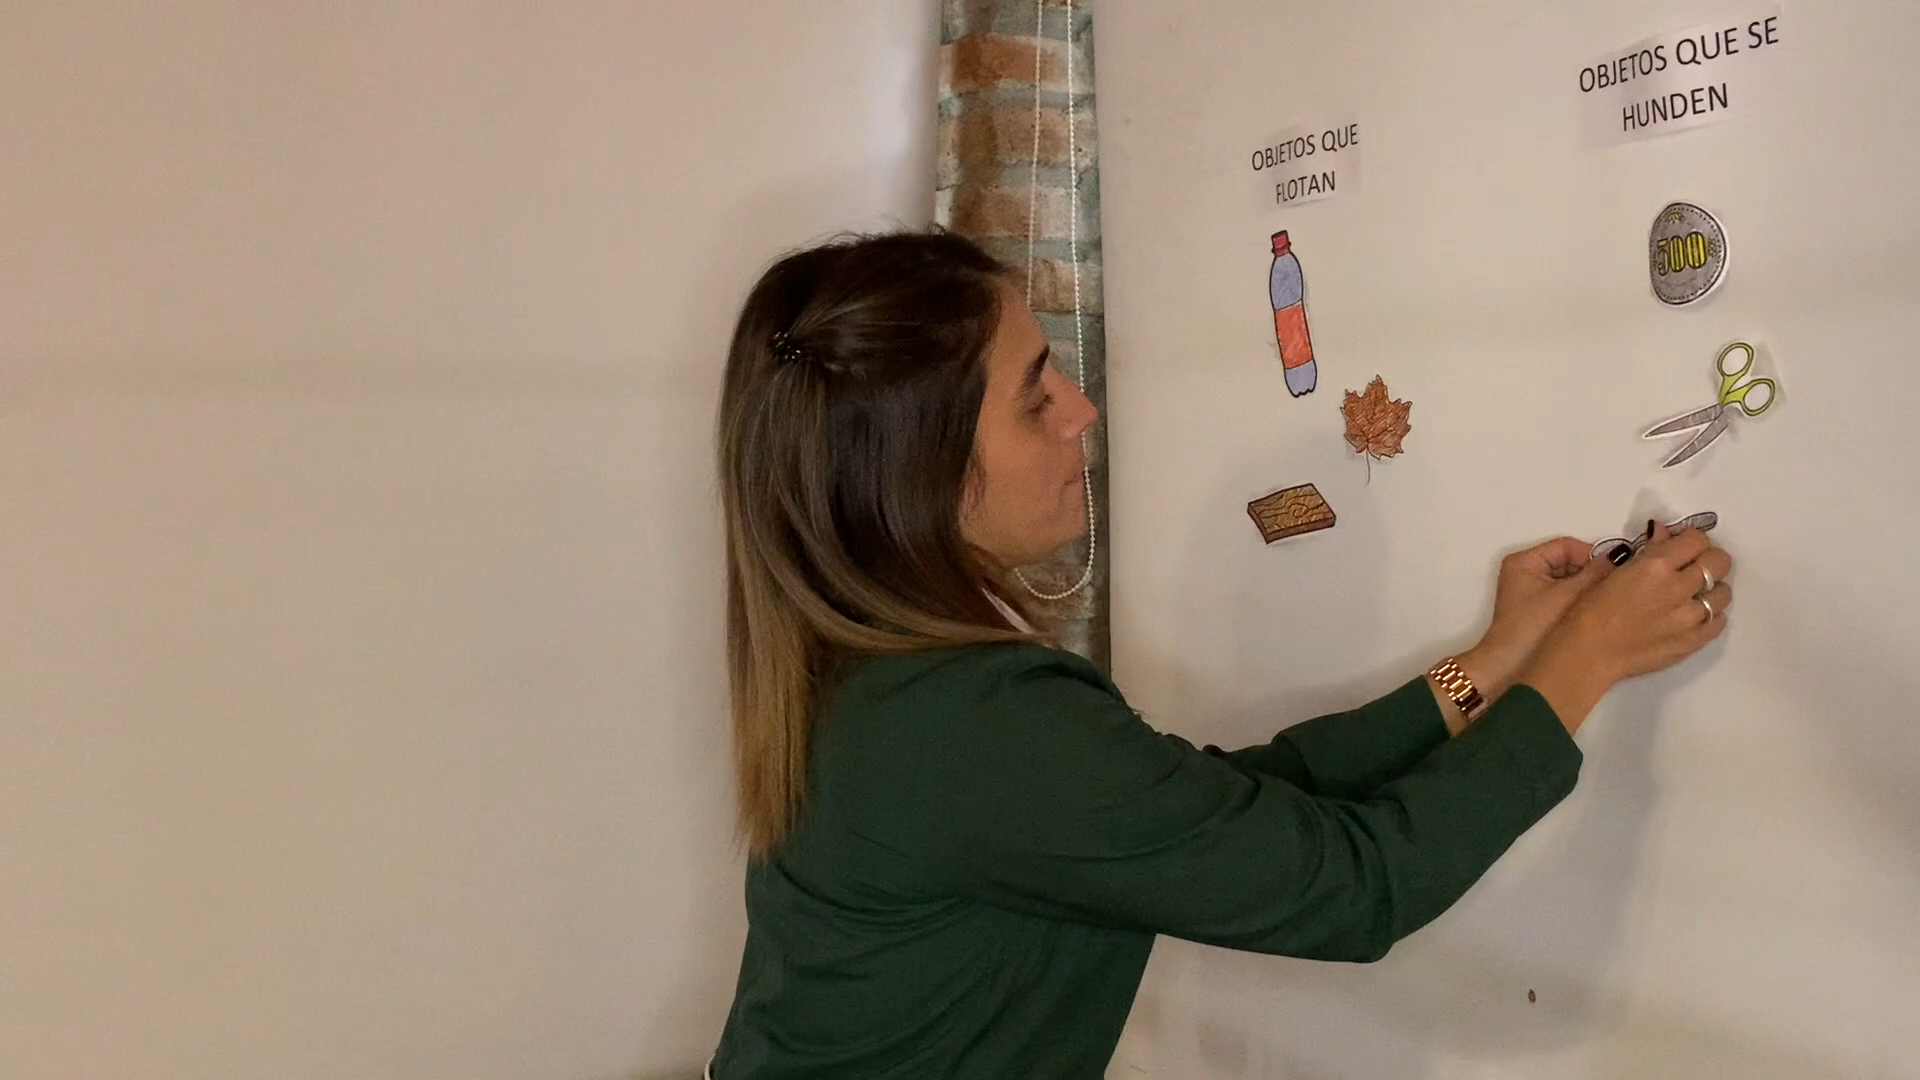 OBJETOS QUE
FLOTAN
OBJETOS QUE SE
HUNDEN
500